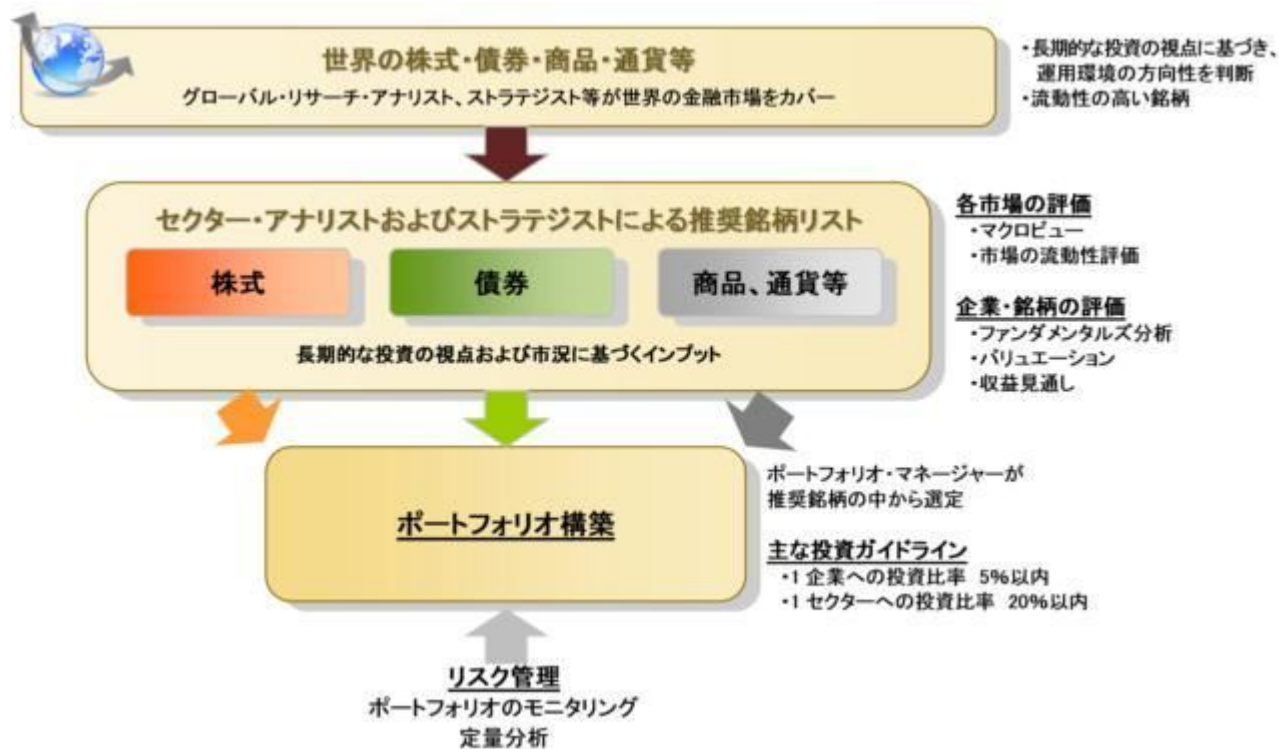 世界の株式・債券・商品・通貨等
グローバル・リサーチ・アナリスト、ストラテジスト等が世界の金融市場をカバー
・長期的な投資の視点に基づき、
運用環境の方向性を判断
・流動性の高い銘柄
セクター・アナリストおよびストラテジストによる推奨銘柄リスト
株式
債券
商品、通貨等
長期的な投資の視点および市況に基づくインプット
各市場の評価
・マクロビュー
・市場の流動性評価
企業・銘柄の評価
・ファンダメンタルズ分析
・バリュエーション
・収益見通し
ポートフォリオ構築
ポートフォリオ・マネージャーが
推奨銘柄の中から選定
主な投資ガイドライン
・1 企業への投資比率 5%以内
・1 セクターへの投資比率 20%以内
リスク管理
ポートフォリオのモニタリング
定量分析